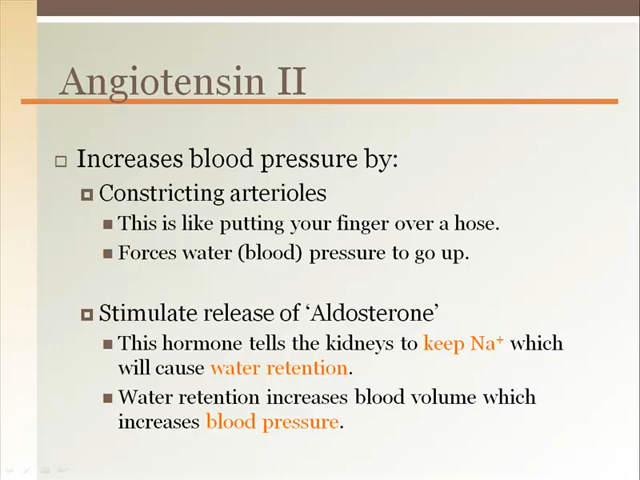 Angiotensin II
Increases blood pressure by:
Constricting arterioles
This is like putting your finger over a hose.
Forces water (blood) pressure to go up.
Stimulate release of ‘Aldosterone’
This hormone tells the kidneys to keep Na⁺ which
will cause water retention.
Water retention increases blood volume which
increases blood pressure.